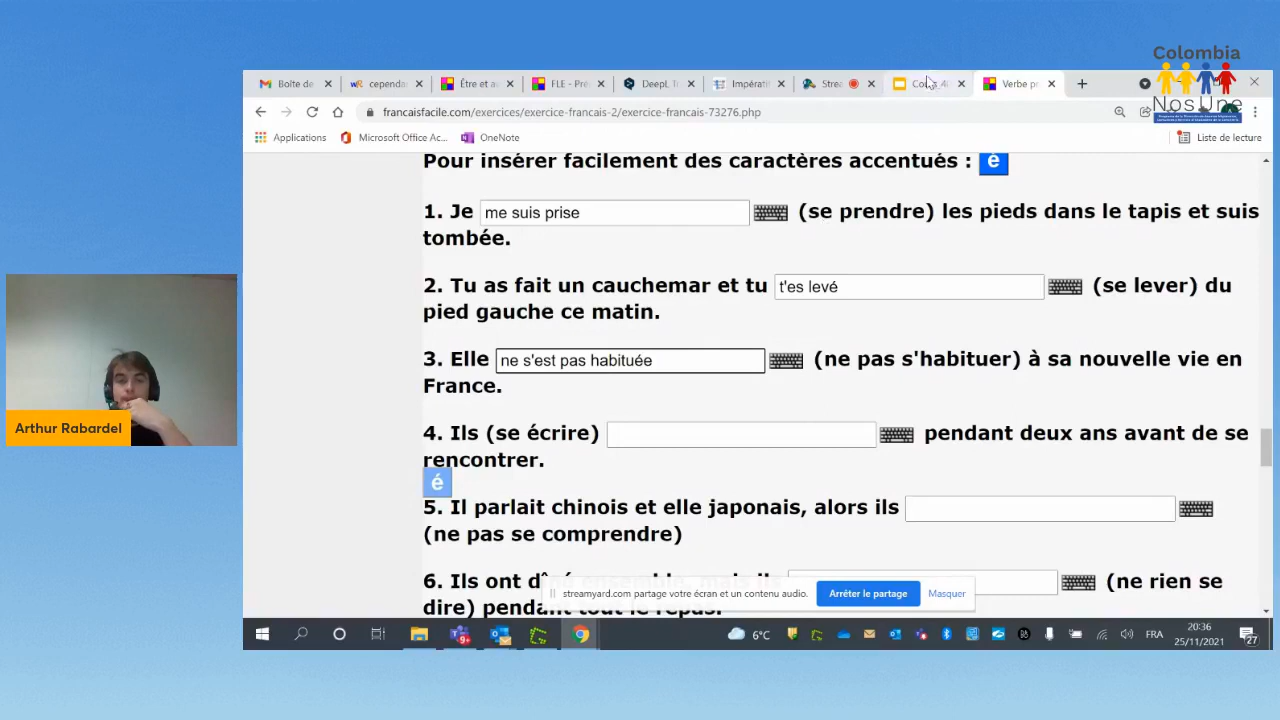 Colombia
NosUne
Boîte de
cependa
Être et a
FLE - Pré
DeepL Tr
Impérati
Strea
Verbe pr
francaisfacile.com/exercices/exercice-francais-2/exercice-francais-73276.php
Applications
Microsoft Office Ac...
OneNote
Liste de lecture
Pour insérer facilement des caractères accentués : é
1. Je me suis prise (se prendre) les pieds dans le tapis et suis
tombée.
2. Tu as fait un cauchemar et tu t'es levé (se lever) du
pied gauche ce matin.
3. Elle ne s'est pas habituée (ne pas s'habituer) à sa nouvelle vie en
France.
4. Ils (se écrire) pendant deux ans avant de se
rencontrer.
é
5. Il parlait chinois et elle japonais, alors ils
(ne pas se comprendre)
6. Ils ont dîné ensemble, mais ils (ne rien se
dire) pendant tout le repas.
streamyard.com partage votre écran et un contenu audio.
Arrêter le partage
Masquer
Arthur Rabardel
6°C
FRA
20:36
25/11/2021
27